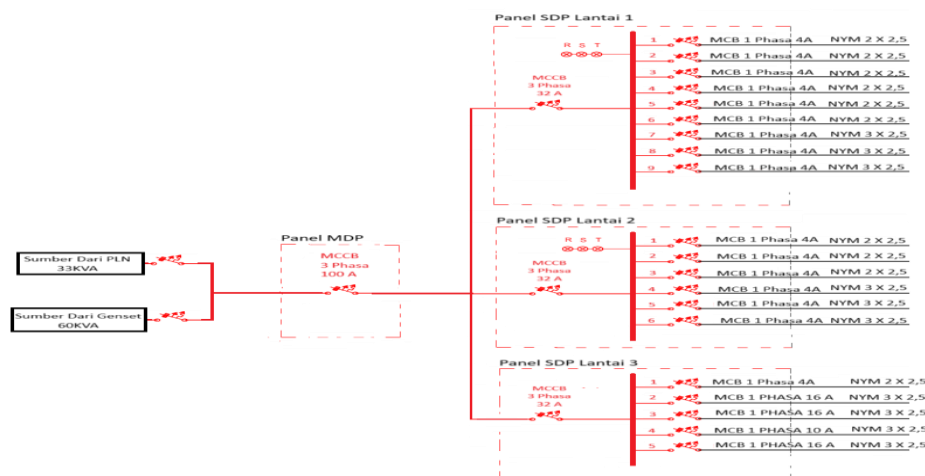 Panel SDP Lantai 1
R S T
MCCB
3 Phasa
32 A
1 MCB 1 Phasa 4A NYM 2 X 2,5
2 MCB 1 Phasa 4A NYM 2 X 2,5
3 MCB 1 Phasa 4A NYM 2 X 2,5
4 MCB 1 Phasa 4A NYM 2 X 2,5
5 MCB 1 Phasa 4A NYM 2 X 2,5
6 MCB 1 Phasa 4A NYM 2 X 2,5
7 MCB 1 Phasa 4A NYM 3 X 2,5
8 MCB 1 Phasa 4A NYM 3 X 2,5
9 MCB 1 Phasa 4A NYM 3 X 2,5
Panel SDP Lantai 2
R S T
MCCB
3 Phasa
32 A
1 MCB 1 Phasa 4A NYM 2 X 2,5
2 MCB 1 Phasa 4A NYM 2 X 2,5
3 MCB 1 Phasa 4A NYM 2 X 2,5
4 MCB 1 Phasa 4A NYM 3 X 2,5
5 MCB 1 Phasa 4A NYM 3 X 2,5
6 MCB 1 Phasa 4A NYM 3 X 2,5
Panel MDP
MCCB
3 Phasa
100 A
Sumber Dari PLN
33KVA
Sumber Dari Genset
60KVA
Panel SDP Lantai 3
MCCB
3 Phasa
32 A
1 MCB 1 Phasa 4A NYM 2 X 2,5
2 MCB 1 PHASA 16 A NYM 3 X 2,5
3 MCB 1 PHASA 16 A NYM 3 X 2,5
4 MCB 1 PHASA 10 A NYM 3 X 2,5
5 MCB 1 PHASA 16 A NYM 3 X 2,5